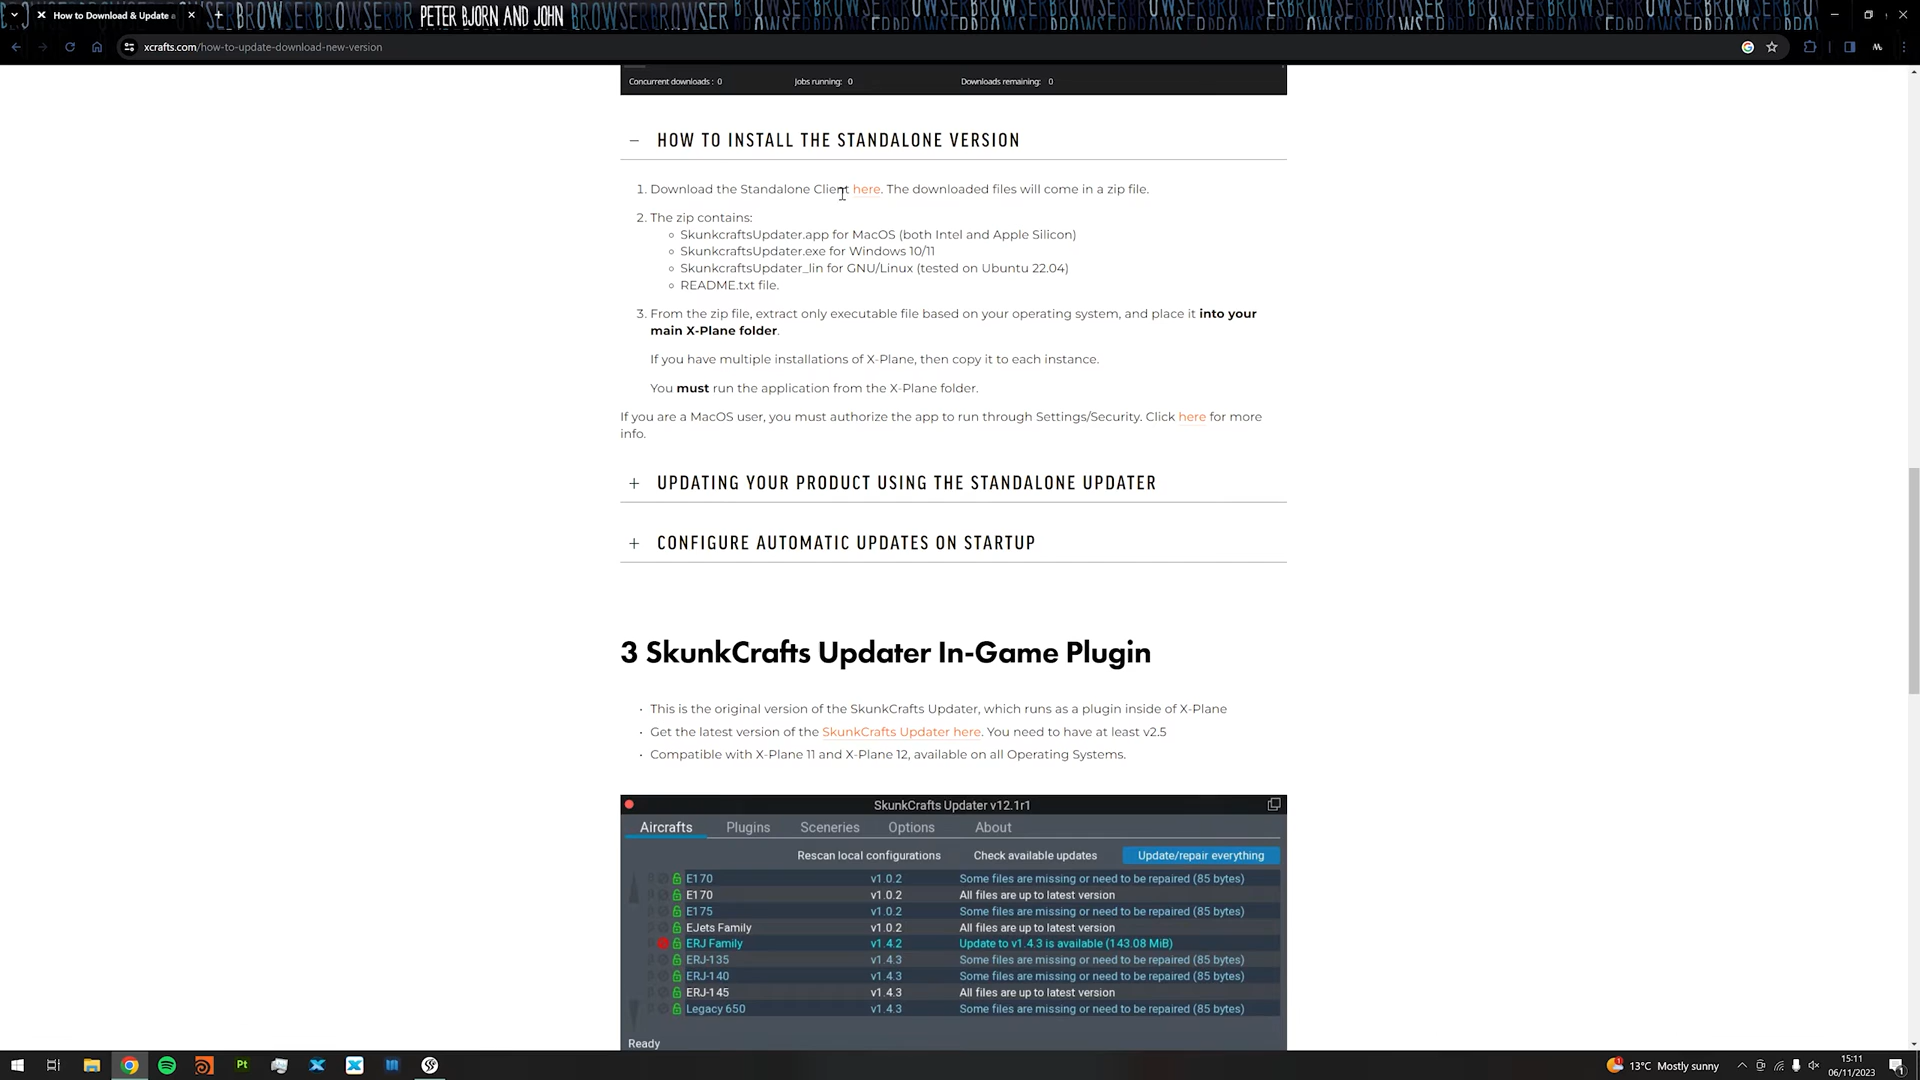 How to Download & Update a
PETER BJORN AND JOHN
BROWSER
xcrafts.com/how-to-update-download-new-version
Concurrent downloads : 0 Jobs running: 0 Downloads remaining: 0
– HOW TO INSTALL THE STANDALONE VERSION
1. Download the Standalone Client here. The downloaded files will come in a zip file.
2. The zip contains:
SkunkcraftsUpdater.app for MacOS (both Intel and Apple Silicon)
SkunkcraftsUpdater.exe for Windows 10/11
SkunkcraftsUpdater_lin for GNU/Linux (tested on Ubuntu 22.04)
README.txt file.
3. From the zip file, extract only executable file based on your operating system, and place it into your
main X-Plane folder.
If you have multiple installations of X-Plane, then copy it to each instance.
You must run the application from the X-Plane folder.
If you are a MacOS user, you must authorize the app to run through Settings/Security. Click here for more
info.
+ UPDATING YOUR PRODUCT USING THE STANDALONE UPDATER
+ CONFIGURE AUTOMATIC UPDATES ON STARTUP
3 SkunkCrafts Updater In-Game Plugin
• This is the original version of the SkunkCrafts Updater, which runs as a plugin inside of X-Plane
• Get the latest version of the SkunkCrafts Updater here. You need to have at least v2.5
• Compatible with X-Plane 11 and X-Plane 12, available on all Operating Systems.
SkunkCrafts Updater v12.1r1
Aircrafts Plugins Sceneries Options About
Rescan local configurations Check available updates Update/repair everything
E170 v1.0.2 Some files are missing or need to be repaired (85 bytes)
E170 v1.0.2 All files are up to latest version
E175 v1.0.2 Some files are missing or need to be repaired (85 bytes)
EJets Family v1.0.2 All files are up to latest version
ERJ Family v1.4.2 Update to v1.4.3 is available (143.08 MiB)
ERJ-135 v1.4.3 Some files are missing or need to be repaired (85 bytes)
ERJ-140 v1.4.3 Some files are missing or need to be repaired (85 bytes)
ERJ-145 v1.4.3 All files are up to latest version
Legacy 650 v1.4.3 Some files are missing or need to be repaired (85 bytes)
Ready
Pt
13°C Mostly sunny
15:11
06/11/2023